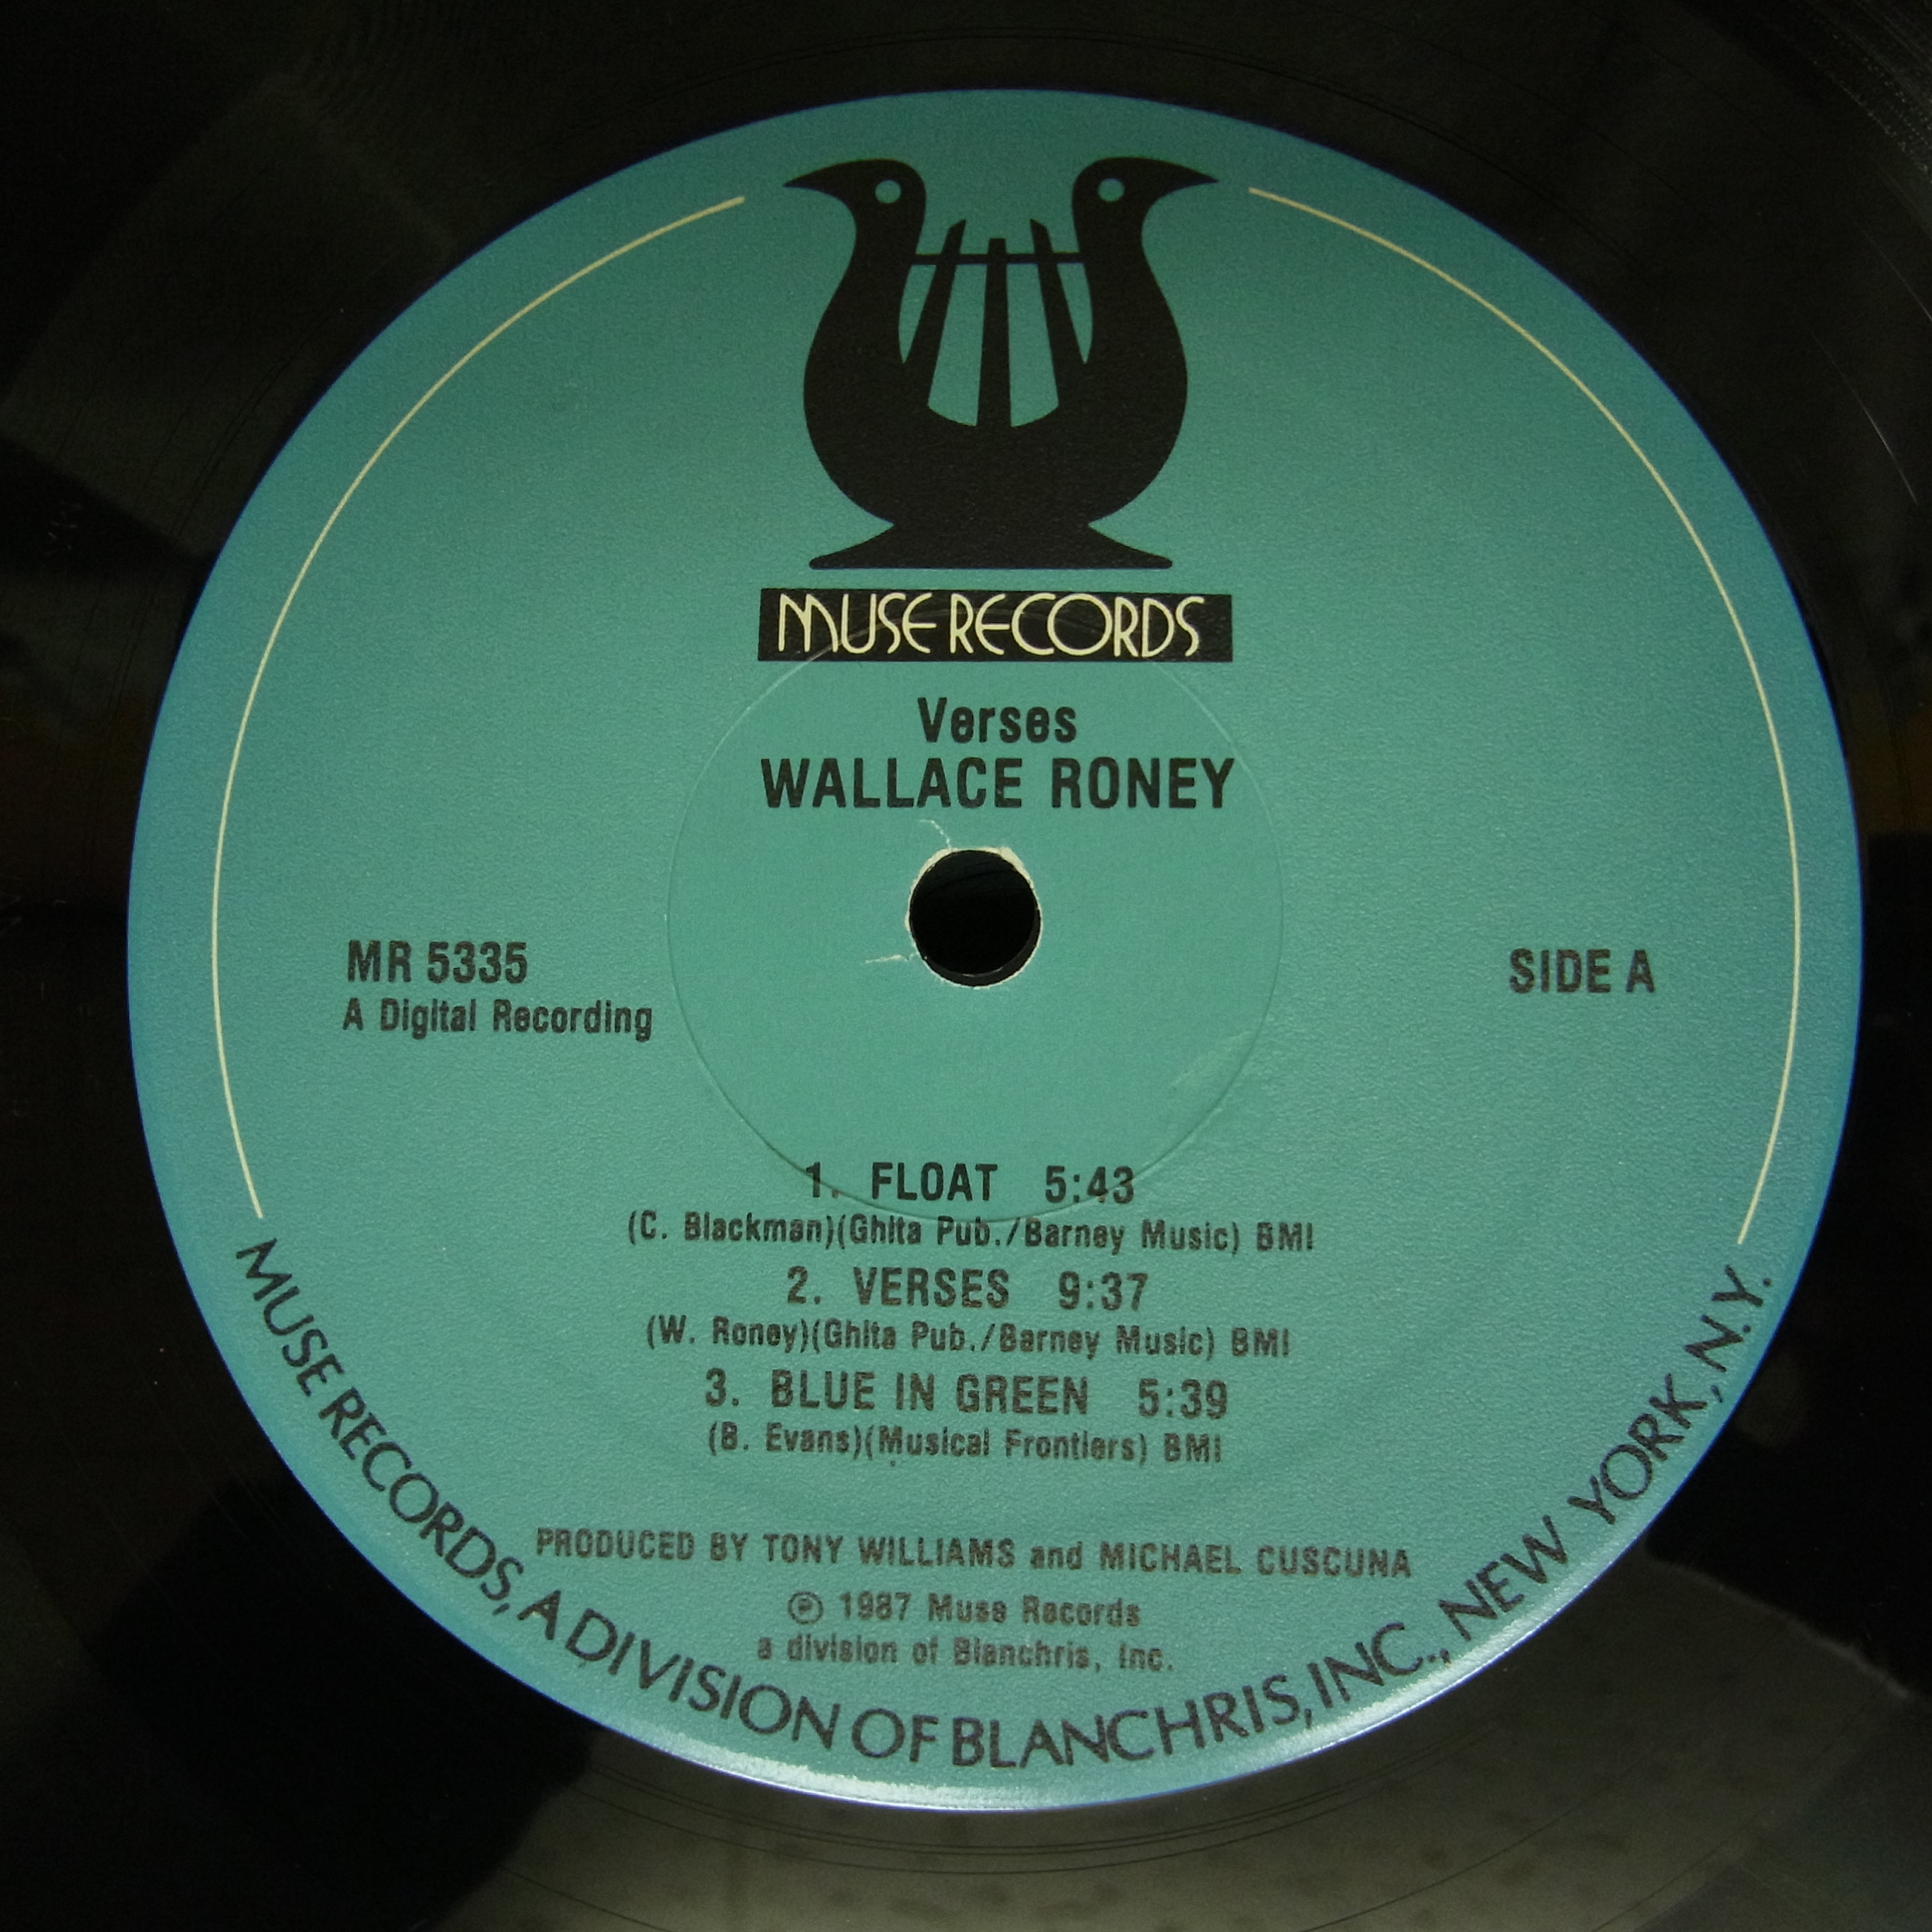 MUSE RECORDS
Verses
WALLACE RONEY
MR 5335
A Digital Recording
SIDE A
1. FLOAT 5:43
(C. Blackman)(Ghita Pub./Barney Music) BMI
2. VERSES 9:37
(W. Roney)(Ghita Pub./Barney Music) BMI
3. BLUE IN GREEN 5:39
(B. Evans)(Musical Frontiers) BMI
PRODUCED BY TONY WILLIAMS and MICHAEL CUSCUNA
℗ 1987 Muse Records
a division of Blanchris, Inc.
MUSE RECORDS, A DIVISION OF BLANCHRIS, INC., NEW YORK, N.Y.